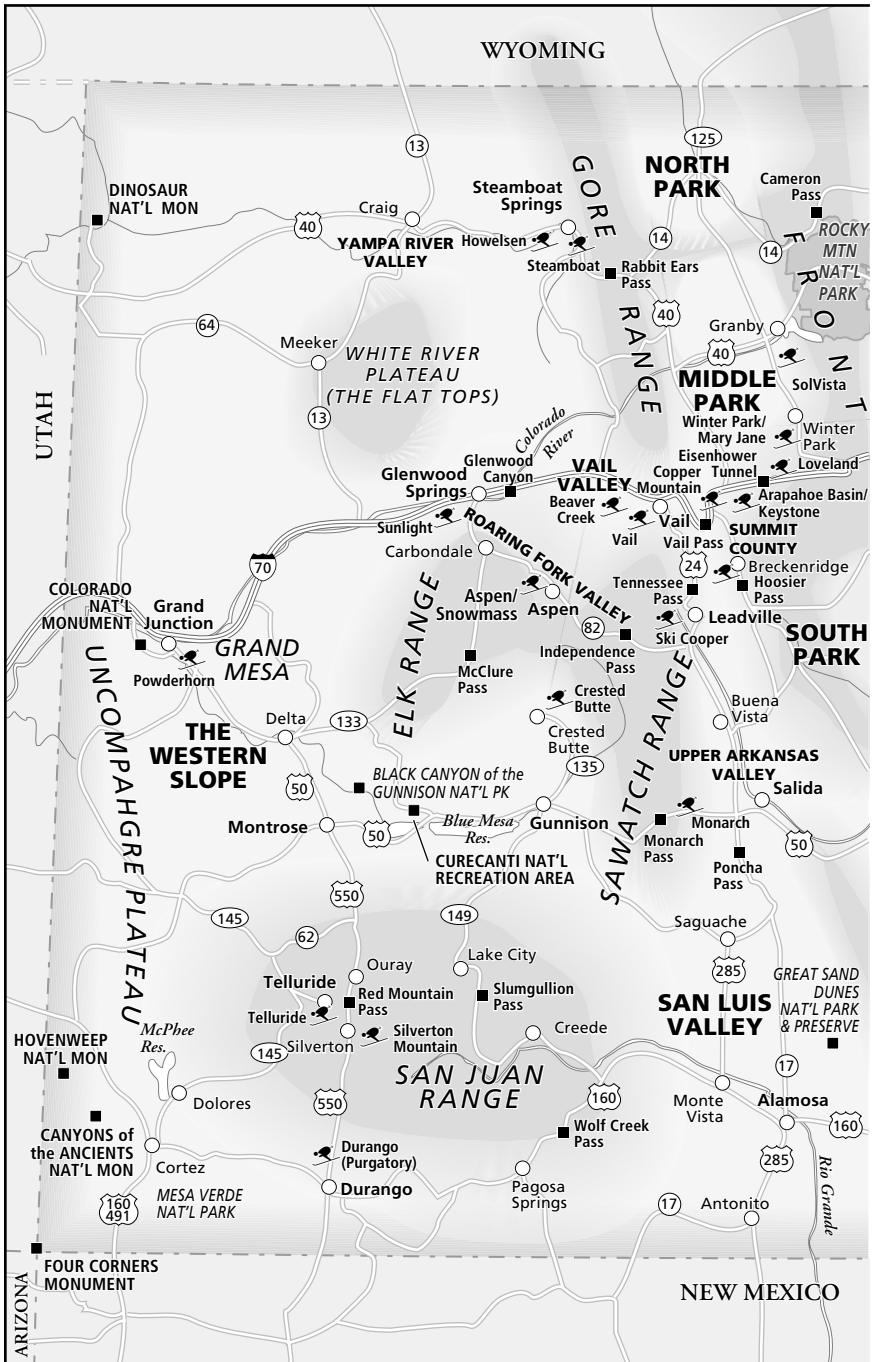 WYOMING
125
13
GORE RANGE
NORTH
PARK
Cameron
Pass
DINOSAUR
NAT'L MON
Steamboat
Springs
Craig
40
YAMPA RIVER
VALLEY
Howelsen
Steamboat
14
Rabbit Ears
Pass
14
FRONT
ROCKY
MTN
NAT'L
PARK
64
40
Granby
Meeker
WHITE RIVER
PLATEAU
(THE FLAT TOPS)
40
UTAH
13
MIDDLE
PARK
SolVista
Colorado
River
Winter Park/
Mary Jane
Winter
Park
Eisenhower
Tunnel
Loveland
Glenwood
Springs
Glenwood
Canyon
VAIL
VALLEY
Copper
Mountain
Arapahoe Basin/
Keystone
Beaver
Creek
Vail
Vail
Vail Pass
SUMMIT
COUNTY
Sunlight
ROARING FORK VALLEY
Carbondale
70
24
Breckenridge
Hoosier
Pass
Tennessee
Pass
Aspen/
Snowmass
Aspen
COLORADO
NAT'L
MONUMENT
Grand
Junction
82
Leadville
Ski Cooper
Independence
Pass
SOUTH
PARK
GRAND
MESA
Powderhorn
ELK RANGE
McClure
Pass
UNCOMPAHGRE PLATEAU
Crested
Butte
Crested
Butte
SAWATCH RANGE
Buena
Vista
THE
WESTERN
SLOPE
Delta
133
135
UPPER ARKANSAS
VALLEY
BLACK CANYON of the
GUNNISON NAT'L PK
50
Salida
Montrose
50
Blue Mesa
Res.
Gunnison
Monarch
Monarch
Pass
50
CURECANTI NAT'L
RECREATION AREA
Poncha
Pass
550
145
149
62
Saguache
Ouray
Lake City
285
GREAT SAND
DUNES
NAT'L PARK
& PRESERVE
Telluride
Red Mountain
Pass
Slumgullion
Pass
Telluride
SAN LUIS
VALLEY
McPhee
Res.
HOVENWEEP
NAT'L MON
145
Silverton
Silverton
Mountain
Creede
17
SAN JUAN
RANGE
Dolores
550
160
Monte
Vista
Alamosa
160
CANYONS of
the ANCIENTS
NAT'L MON
Wolf Creek
Pass
Cortez
Durango
(Purgatory)
285
Rio Grande
MESA VERDE
NAT'L PARK
160
491
Durango
Pagosa
Springs
17
Antonito
FOUR CORNERS
MONUMENT
ARIZONA
NEW MEXICO